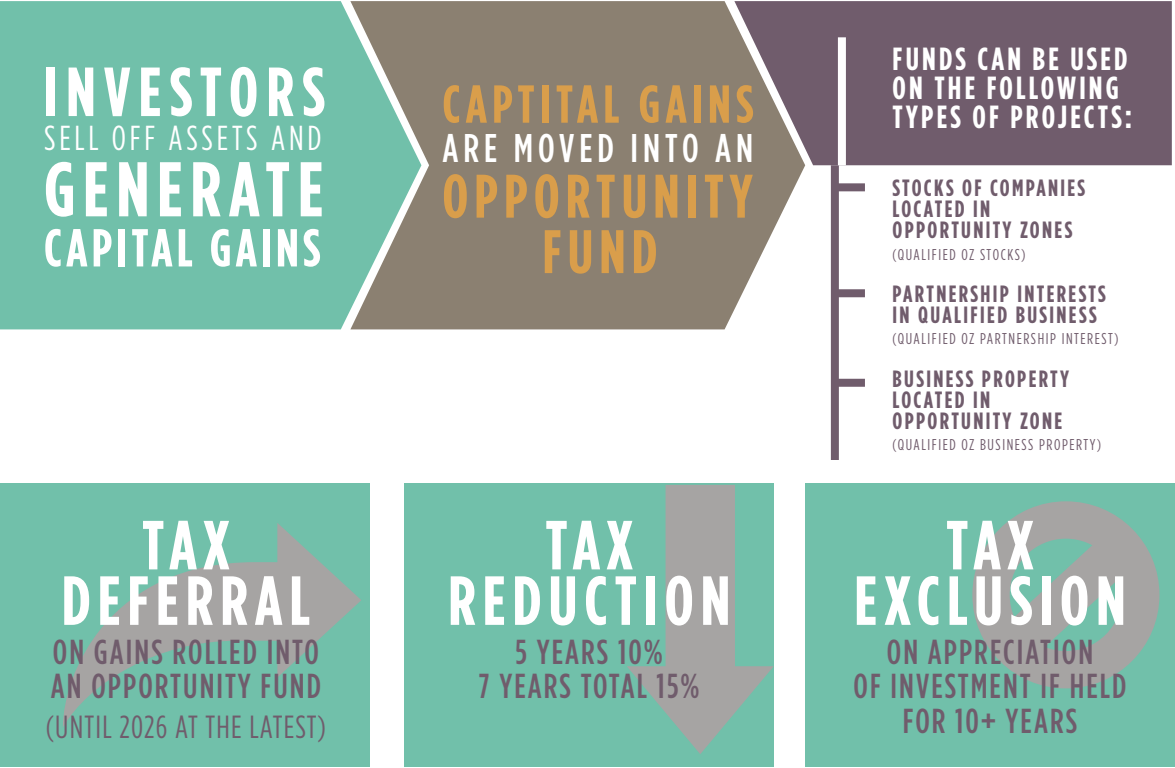 INVESTORS
SELL OFF ASSETS AND
GENERATE
CAPITAL GAINS
CAPTITAL GAINS
ARE MOVED INTO AN
OPPORTUNITY
FUND
FUNDS CAN BE USED
ON THE FOLLOWING
TYPES OF PROJECTS:
STOCKS OF COMPANIES
LOCATED IN
OPPORTUNITY ZONES
(QUALIFIED OZ STOCKS)
PARTNERSHIP INTERESTS
IN QUALIFIED BUSINESS
(QUALIFIED OZ PARTNERSHIP INTEREST)
BUSINESS PROPERTY
LOCATED IN
OPPORTUNITY ZONE
(QUALIFIED OZ BUSINESS PROPERTY)
TAX
DEFERRAL
ON GAINS ROLLED INTO
AN OPPORTUNITY FUND
(UNTIL 2026 AT THE LATEST)
TAX
REDUCTION
5 YEARS 10%
7 YEARS TOTAL 15%
TAX
EXCLUSION
ON APPRECIATION
OF INVESTMENT IF HELD
FOR 10+ YEARS